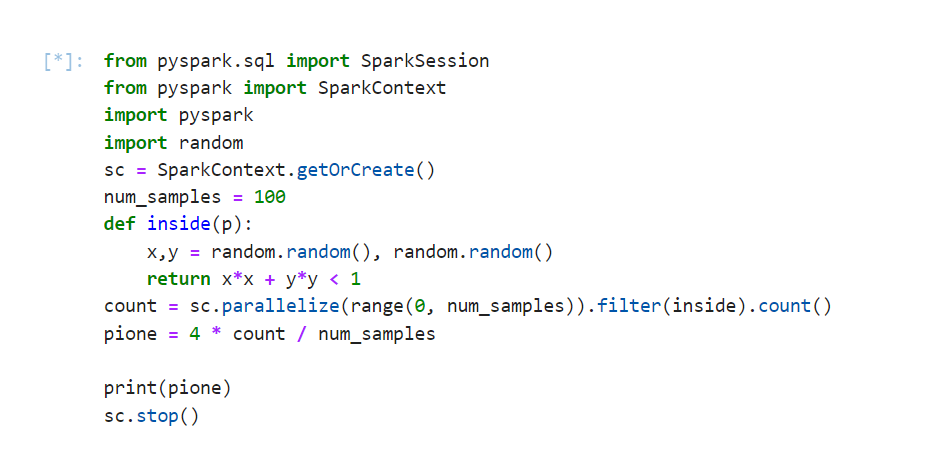 [*]: from pyspark.sql import SparkSession
from pyspark import SparkContext
import pyspark
import random
sc = SparkContext.getOrCreate()
num_samples = 100
def inside(p):
    x,y = random.random(), random.random()
    return x*x + y*y < 1
count = sc.parallelize(range(0, num_samples)).filter(inside).count()
pione = 4 * count / num_samples

print(pione)
sc.stop()